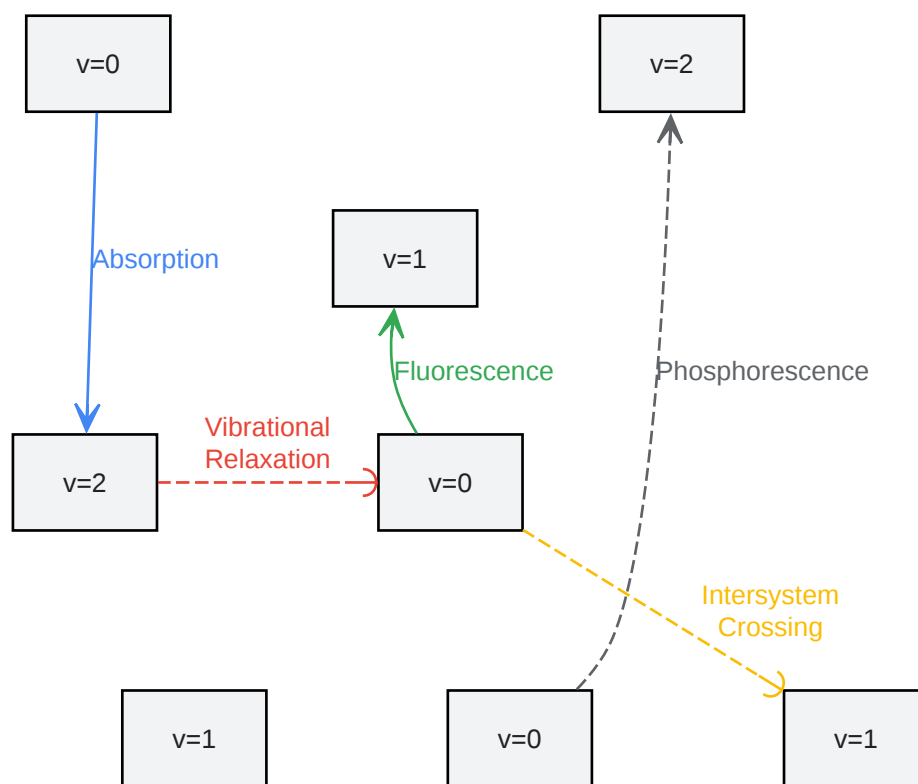 v=0
v=2
Absorption
v=1
Fluorescence
Phosphorescence
Vibrational
Relaxation
v=2
v=0
Intersystem
Crossing
v=1
v=0
v=1